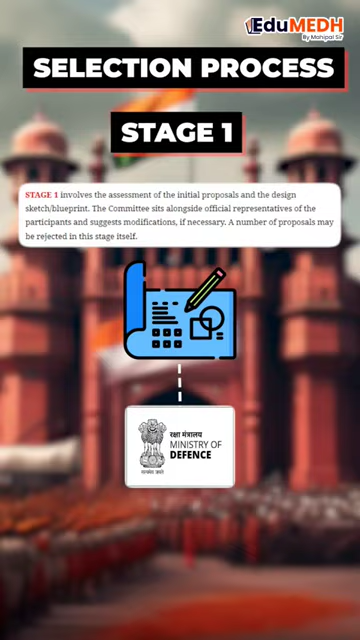 EduMEDH
By Mahipal Sir
SELECTION PROCESS
STAGE 1
STAGE 1 involves the assessment of the initial proposals and the design
sketch/blueprint. The Committee sits alongside official representatives of the
participants and suggests modifications, if necessary. A number of proposals may
be rejected in this stage itself.
रक्षा मंत्रालय
MINISTRY OF
DEFENCE
सत्यमेव जयते